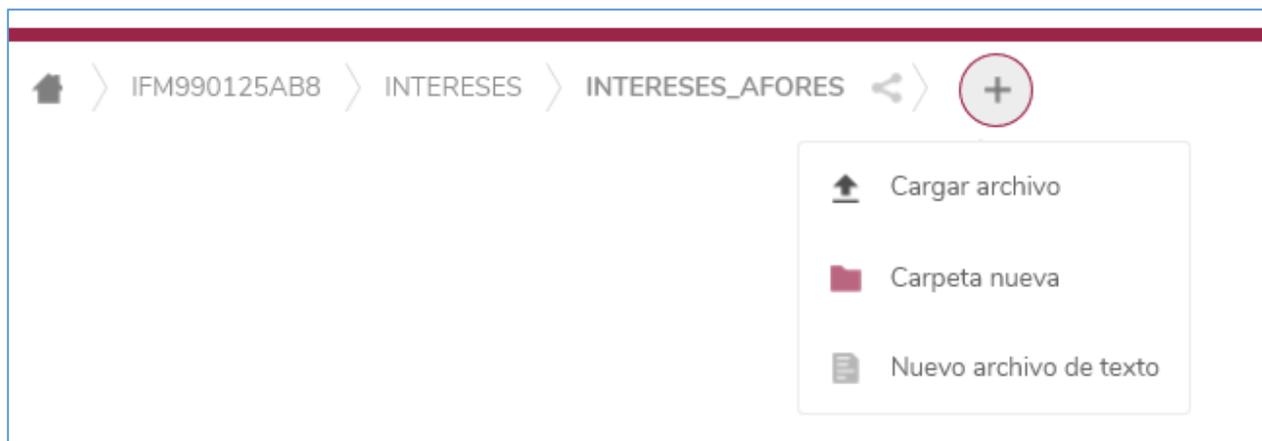 IFM990125AB8 INTERESES INTERESES_AFORES
Cargar archivo
Carpeta nueva
Nuevo archivo de texto